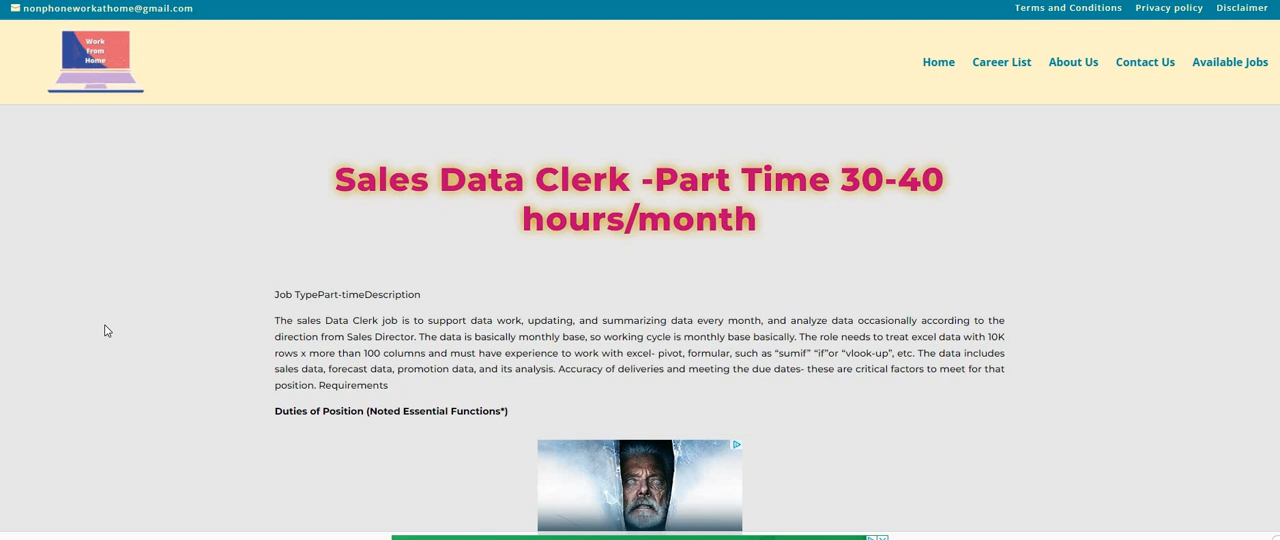 nonphoneworkathome@gmail.com
Terms and Conditions Privacy policy Disclaimer
Work
From
Home
Home Career List About Us Contact Us Available Jobs
Sales Data Clerk -Part Time 30-40
hours/month
Job TypePart-timeDescription
The sales Data Clerk job is to support data work, updating, and summarizing data every month, and analyze data occasionally according to the
direction from Sales Director. The data is basically monthly base, so working cycle is monthly base basically. The role needs to treat excel data with 10K
rows x more than 100 columns and must have experience to work with excel- pivot, formular, such as “sumif” “if”or “vlook-up”, etc. The data includes
sales data, forecast data, promotion data, and its analysis. Accuracy of deliveries and meeting the due dates- these are critical factors to meet for that
position. Requirements
Duties of Position (Noted Essential Functions*)